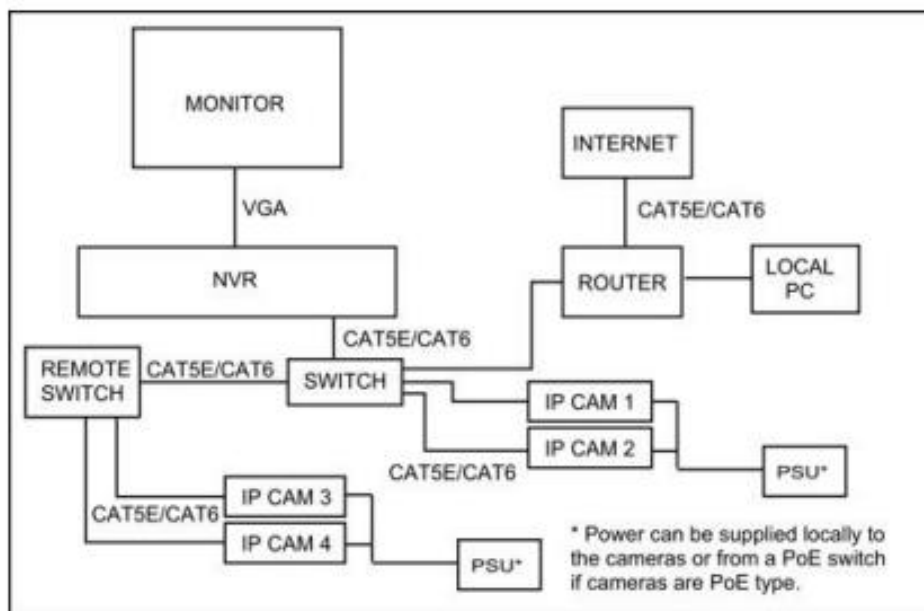 MONITOR
INTERNET
VGA
CAT5E/CAT6
NVR
ROUTER
LOCAL
PC
CAT5E/CAT6
REMOTE
SWITCH
CAT5E/CAT6
SWITCH
IP CAM 1
IP CAM 2
CAT5E/CAT6
PSU*
IP CAM 3
CAT5E/CAT6
IP CAM 4
PSU*
* Power can be supplied locally to
the cameras or from a PoE switch
if cameras are PoE type.